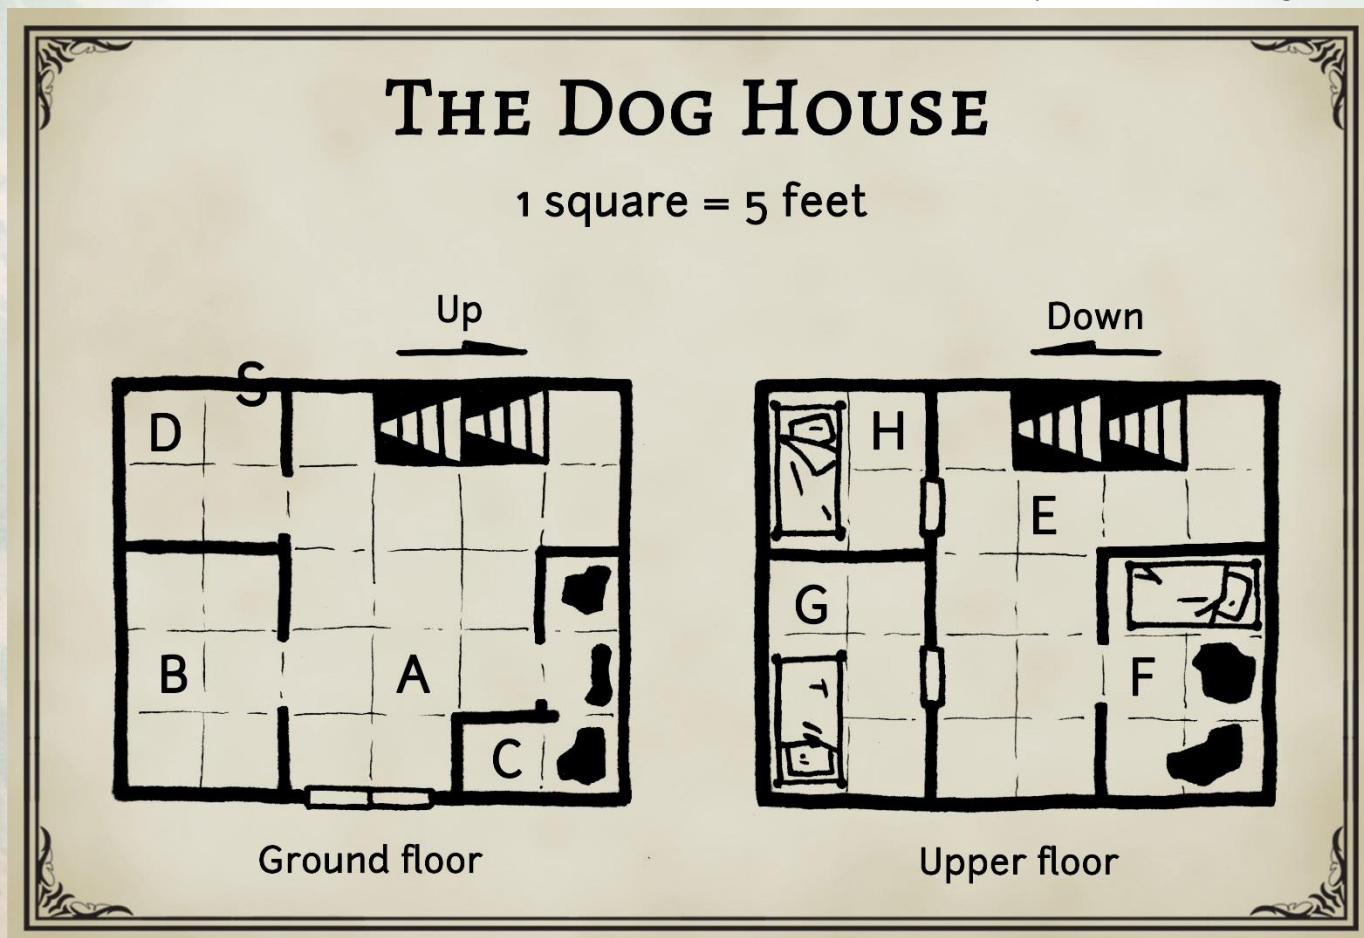 The Dog House
1 square = 5 feet
Up
Down
S
D
H
E
G
B
A
F
C
Ground floor
Upper floor